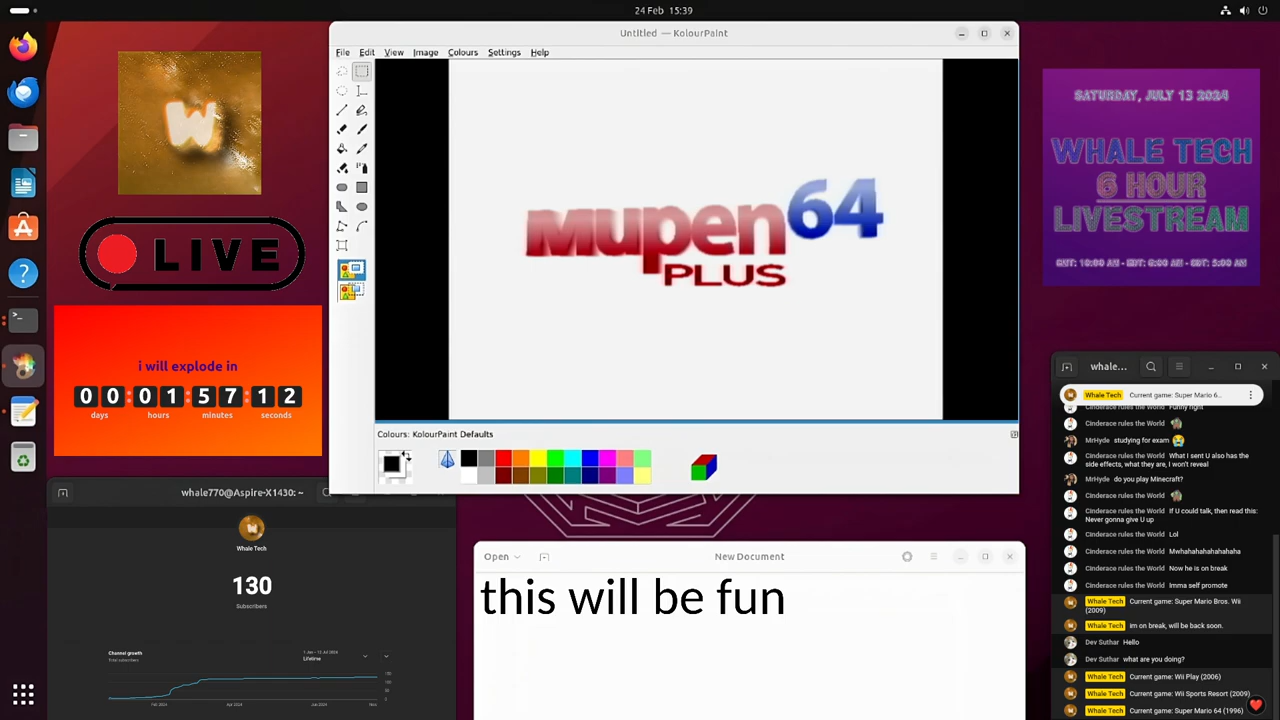 24 Feb 15:39
W
LIVE
i will explode in
00:01:57:12
days hours minutes seconds
Untitled — KolourPaint
File Edit View Image Colours Settings Help
Mupen64
PLUS
Colours: KolourPaint Defaults
SATURDAY, JULY 13 2024
WHALE TECH
6 HOUR
LIVESTREAM
whale770@Aspire-X1430: ~
W
Whale Tech
130
Subscribers
Channel growth
Total subscribers
Lifetime
Open
New Document
this will be fun
whale...
Whale Tech Current game: Super Mario 6...
Cinderace rules the World Funny right
Cinderace rules the World
MrHyde studying for exam 😭
Cinderace rules the World What I sent U also has the
side effects, what they are, i won't reveal
MrHyde do you play Minecraft?
Cinderace rules the World
Cinderace rules the World If U could talk, then read this:
Never gonna give U up
Cinderace rules the World Lol
Cinderace rules the World Mwhahahahahahaha
Cinderace rules the World Now he is on break
Cinderace rules the World Imma self promote
Whale Tech Current game: Super Mario Bros. Wii
(2009)
Whale Tech im on break, will be back soon.
Dev Suthar Hello
Dev Suthar what are you doing?
Whale Tech Current game: Wii Play (2006)
Whale Tech Current game: Wii Sports Resort (2009)
Whale Tech Current game: Super Mario 64 (1996)